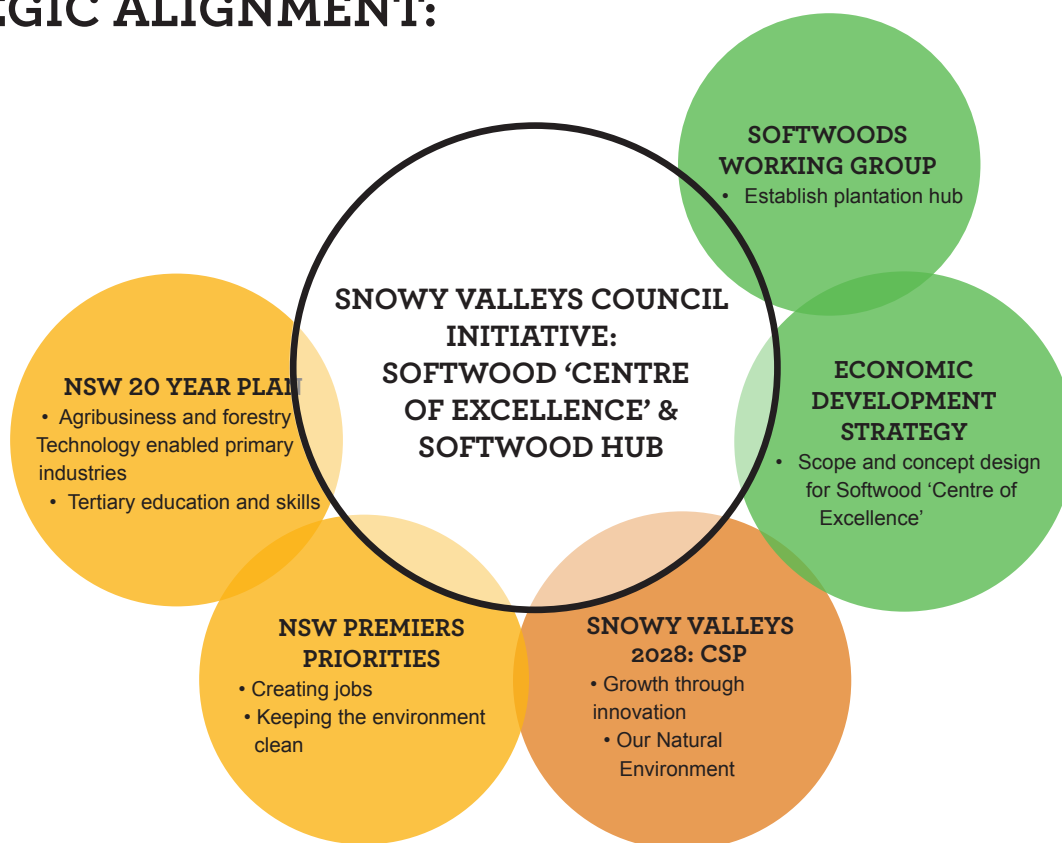 EGIC ALIGNMENT:
SOFTWOODS
WORKING GROUP
• Establish plantation hub
SNOWY VALLEYS COUNCIL
INITIATIVE:
SOFTWOOD ‘CENTRE
OF EXCELLENCE’ &
SOFTWOOD HUB
ECONOMIC
DEVELOPMENT
STRATEGY
• Scope and concept design
for Softwood ‘Centre of
Excellence’
NSW 20 YEAR PLAN
• Agribusiness and forestry
Technology enabled primary
industries
• Tertiary education and skills
NSW PREMIERS
PRIORITIES
• Creating jobs
• Keeping the environment
clean
SNOWY VALLEYS
2028: CSP
• Growth through
innovation
• Our Natural
Environment